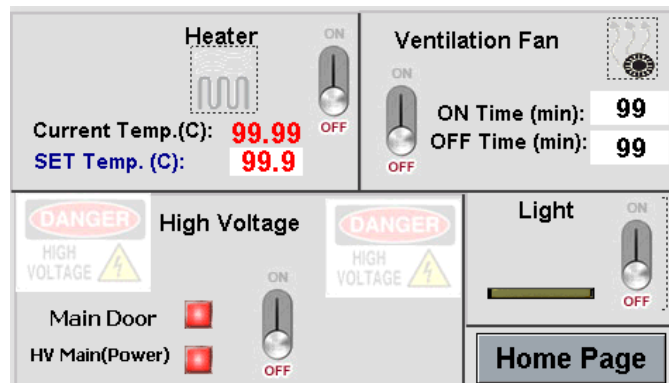 Heater
ON
OFF
Current Temp.(C): 99.99
SET Temp. (C): 99.9
Ventilation Fan
ON
OFF
ON Time (min): 99
OFF Time (min): 99
DANGER
HIGH
VOLTAGE
High Voltage
DANGER
HIGH
VOLTAGE
ON
OFF
Main Door
HV Main(Power)
Light
ON
OFF
Home Page